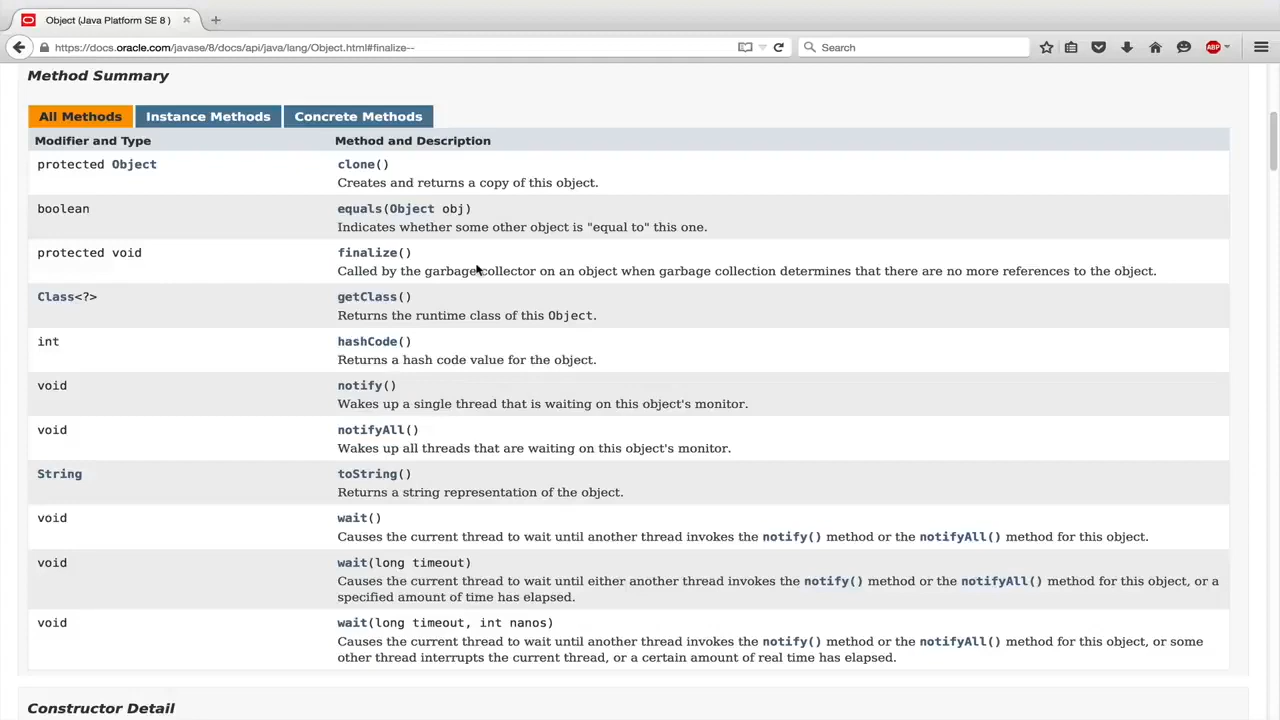 Object (Java Platform SE 8 )
https://docs.oracle.com/javase/8/docs/api/java/lang/Object.html#finalize--
Search
ABP
Method Summary
All Methods Instance Methods Concrete Methods
Modifier and Type Method and Description
protected Object clone()
Creates and returns a copy of this object.
boolean equals(Object obj)
Indicates whether some other object is "equal to" this one.
protected void finalize()
Called by the garbage collector on an object when garbage collection determines that there are no more references to the object.
Class<?> getClass()
Returns the runtime class of this Object.
int hashCode()
Returns a hash code value for the object.
void notify()
Wakes up a single thread that is waiting on this object's monitor.
void notifyAll()
Wakes up all threads that are waiting on this object's monitor.
String toString()
Returns a string representation of the object.
void wait()
Causes the current thread to wait until another thread invokes the notify() method or the notifyAll() method for this object.
void wait(long timeout)
Causes the current thread to wait until either another thread invokes the notify() method or the notifyAll() method for this object, or a
specified amount of time has elapsed.
void wait(long timeout, int nanos)
Causes the current thread to wait until another thread invokes the notify() method or the notifyAll() method for this object, or some
other thread interrupts the current thread, or a certain amount of real time has elapsed.
Constructor Detail